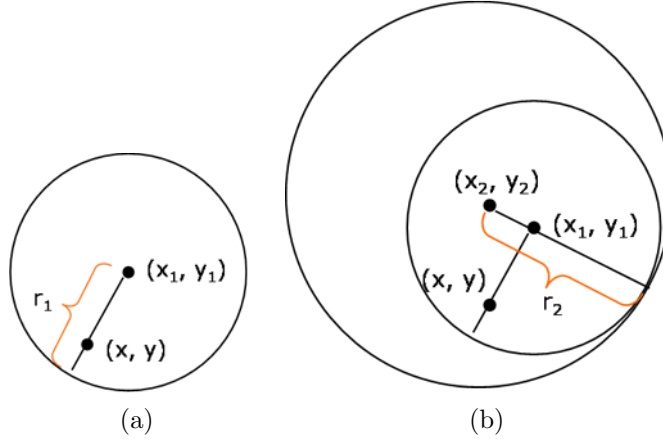 (x₁, y₁)
r₁
(x, y)
(a)
(x₂, y₂)
(x₁, y₁)
(x, y)
r₂
(b)